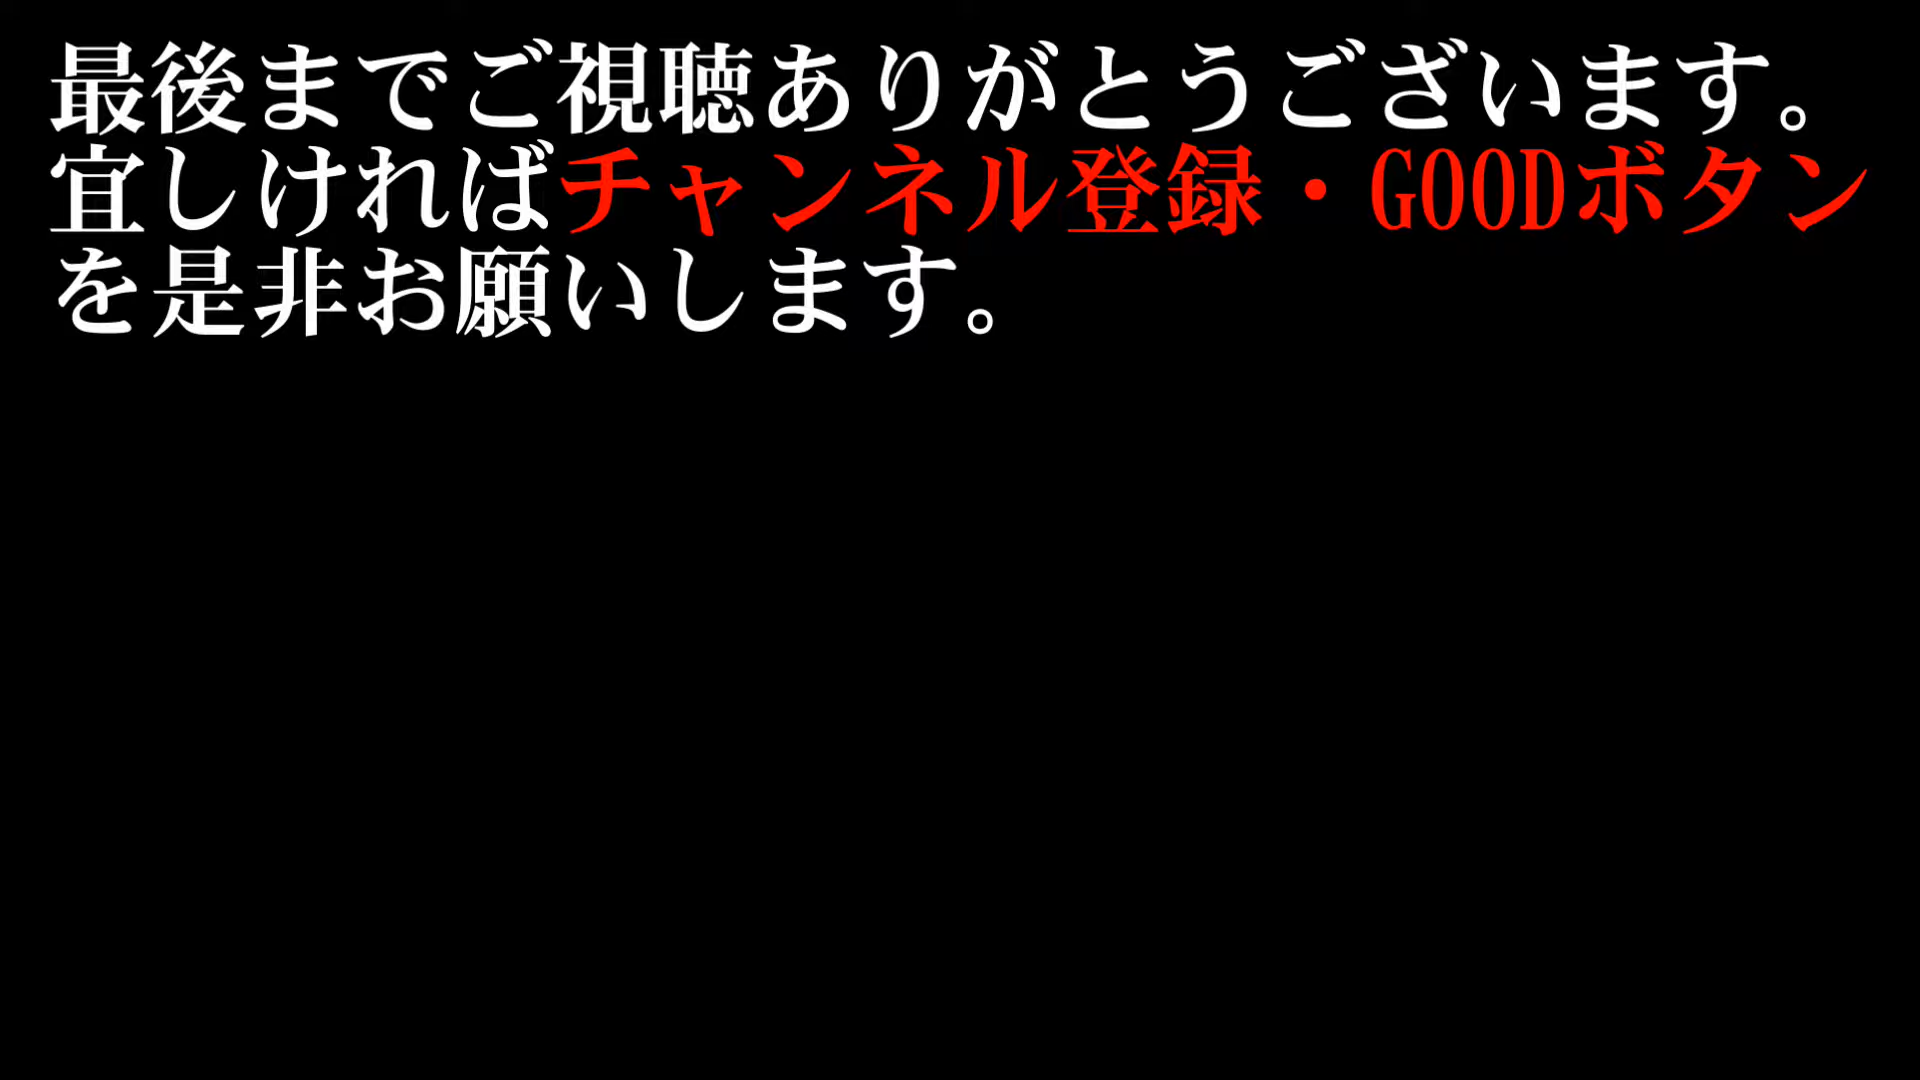 最後までご視聴ありがとうございます。
宜しければチャンネル登録・GOODボタン
を是非お願いします。